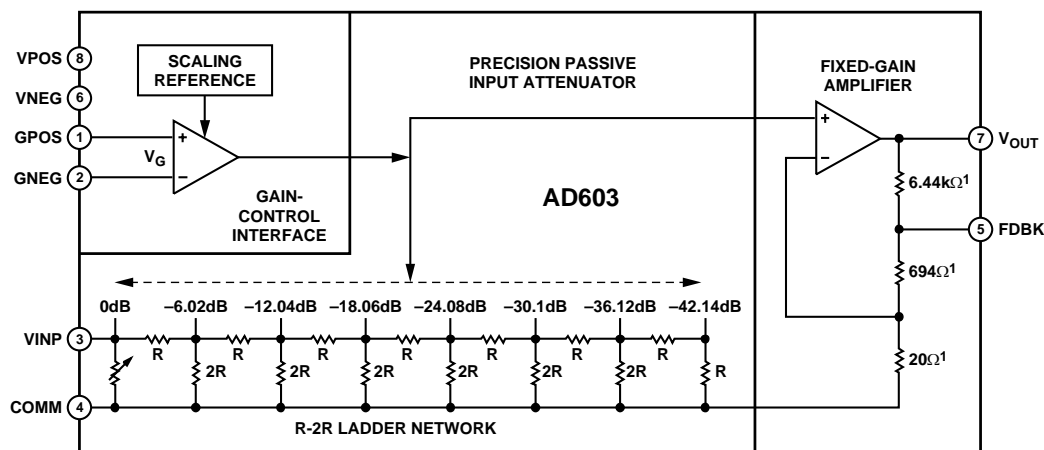 VPOS 8
VNEG 6
GPOS 1
GNEG 2
SCALING
REFERENCE
VG
+
−
GAIN-
CONTROL
INTERFACE
PRECISION PASSIVE
INPUT ATTENUATOR
AD603
FIXED-GAIN
AMPLIFIER
+
−
7 VOUT
6.44kΩ1
5 FDBK
694Ω1
20Ω1
0dB −6.02dB −12.04dB −18.06dB −24.08dB −30.1dB −36.12dB −42.14dB
VINP 3
R R R R R R R
2R 2R 2R 2R 2R 2R R
COMM 4
R-2R LADDER NETWORK